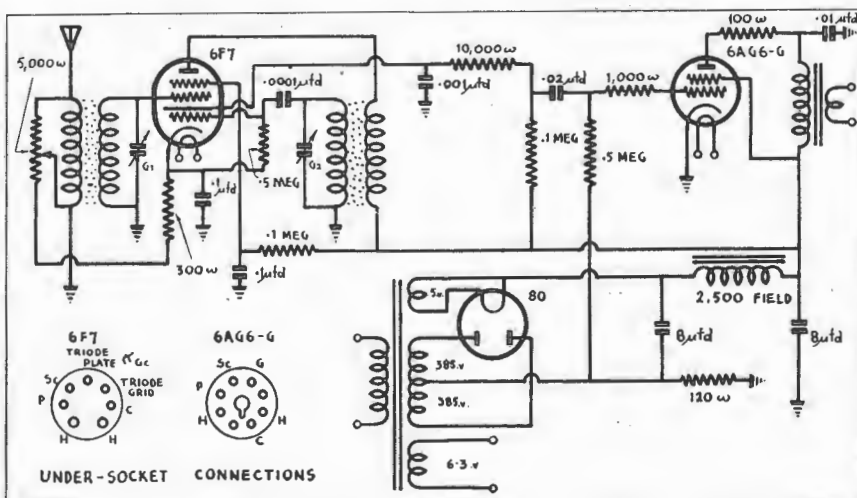 6F7
5,000 ω
.0001 µfd
10,000 ω
.001 µfd
.02 µfd
1,000 ω
100 ω
.01 µfd
6AG6-G
G1
G2
.5 MEG
.1 µfd
.1 MEG
.5 MEG
300 ω
.1 MEG
.1 µfd
5v.
80
2,500 FIELD
8 µfd
8 µfd
385.v
385.v.
120 ω
6.3.v
6F7
TRIODE
PLATE
Gc
Sc
TRIODE
GRID
P
C
H
H
6AG6-G
Sc
G
P
H
H
C
UNDER-SOCKET CONNECTIONS